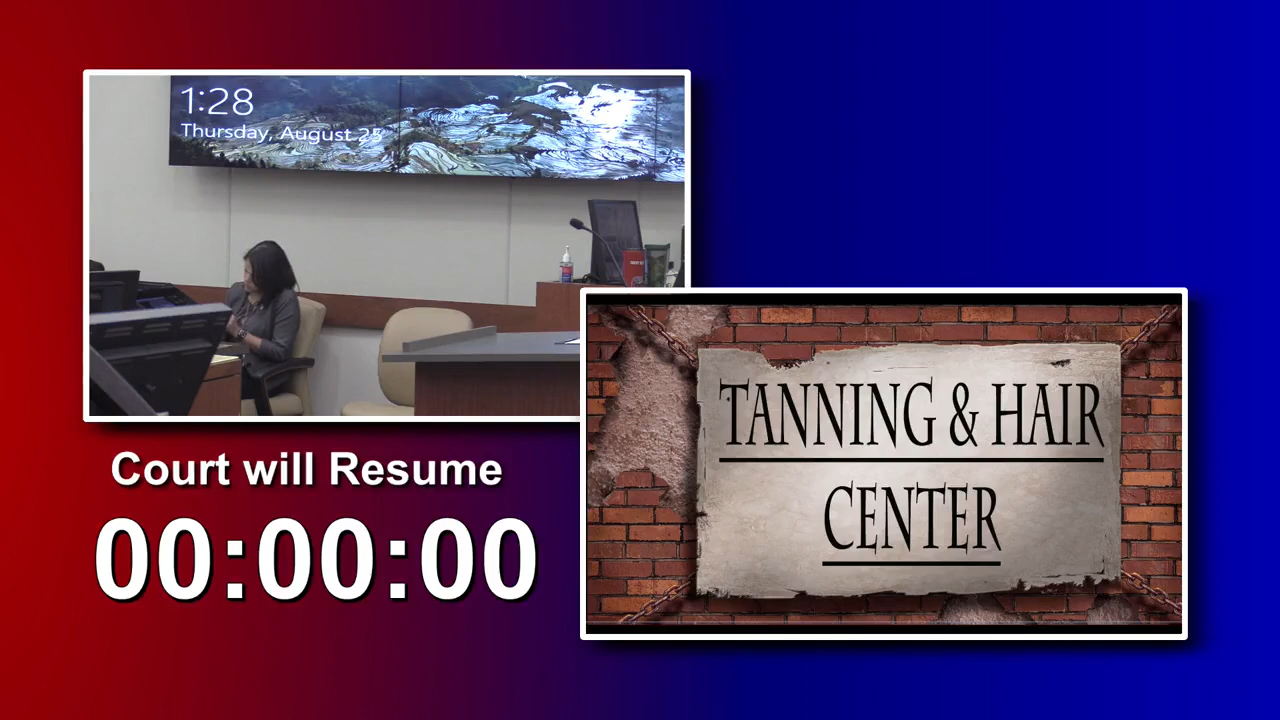 1:28
Thursday, August 25
Court will Resume
00:00:00
TANNING & HAIR
CENTER